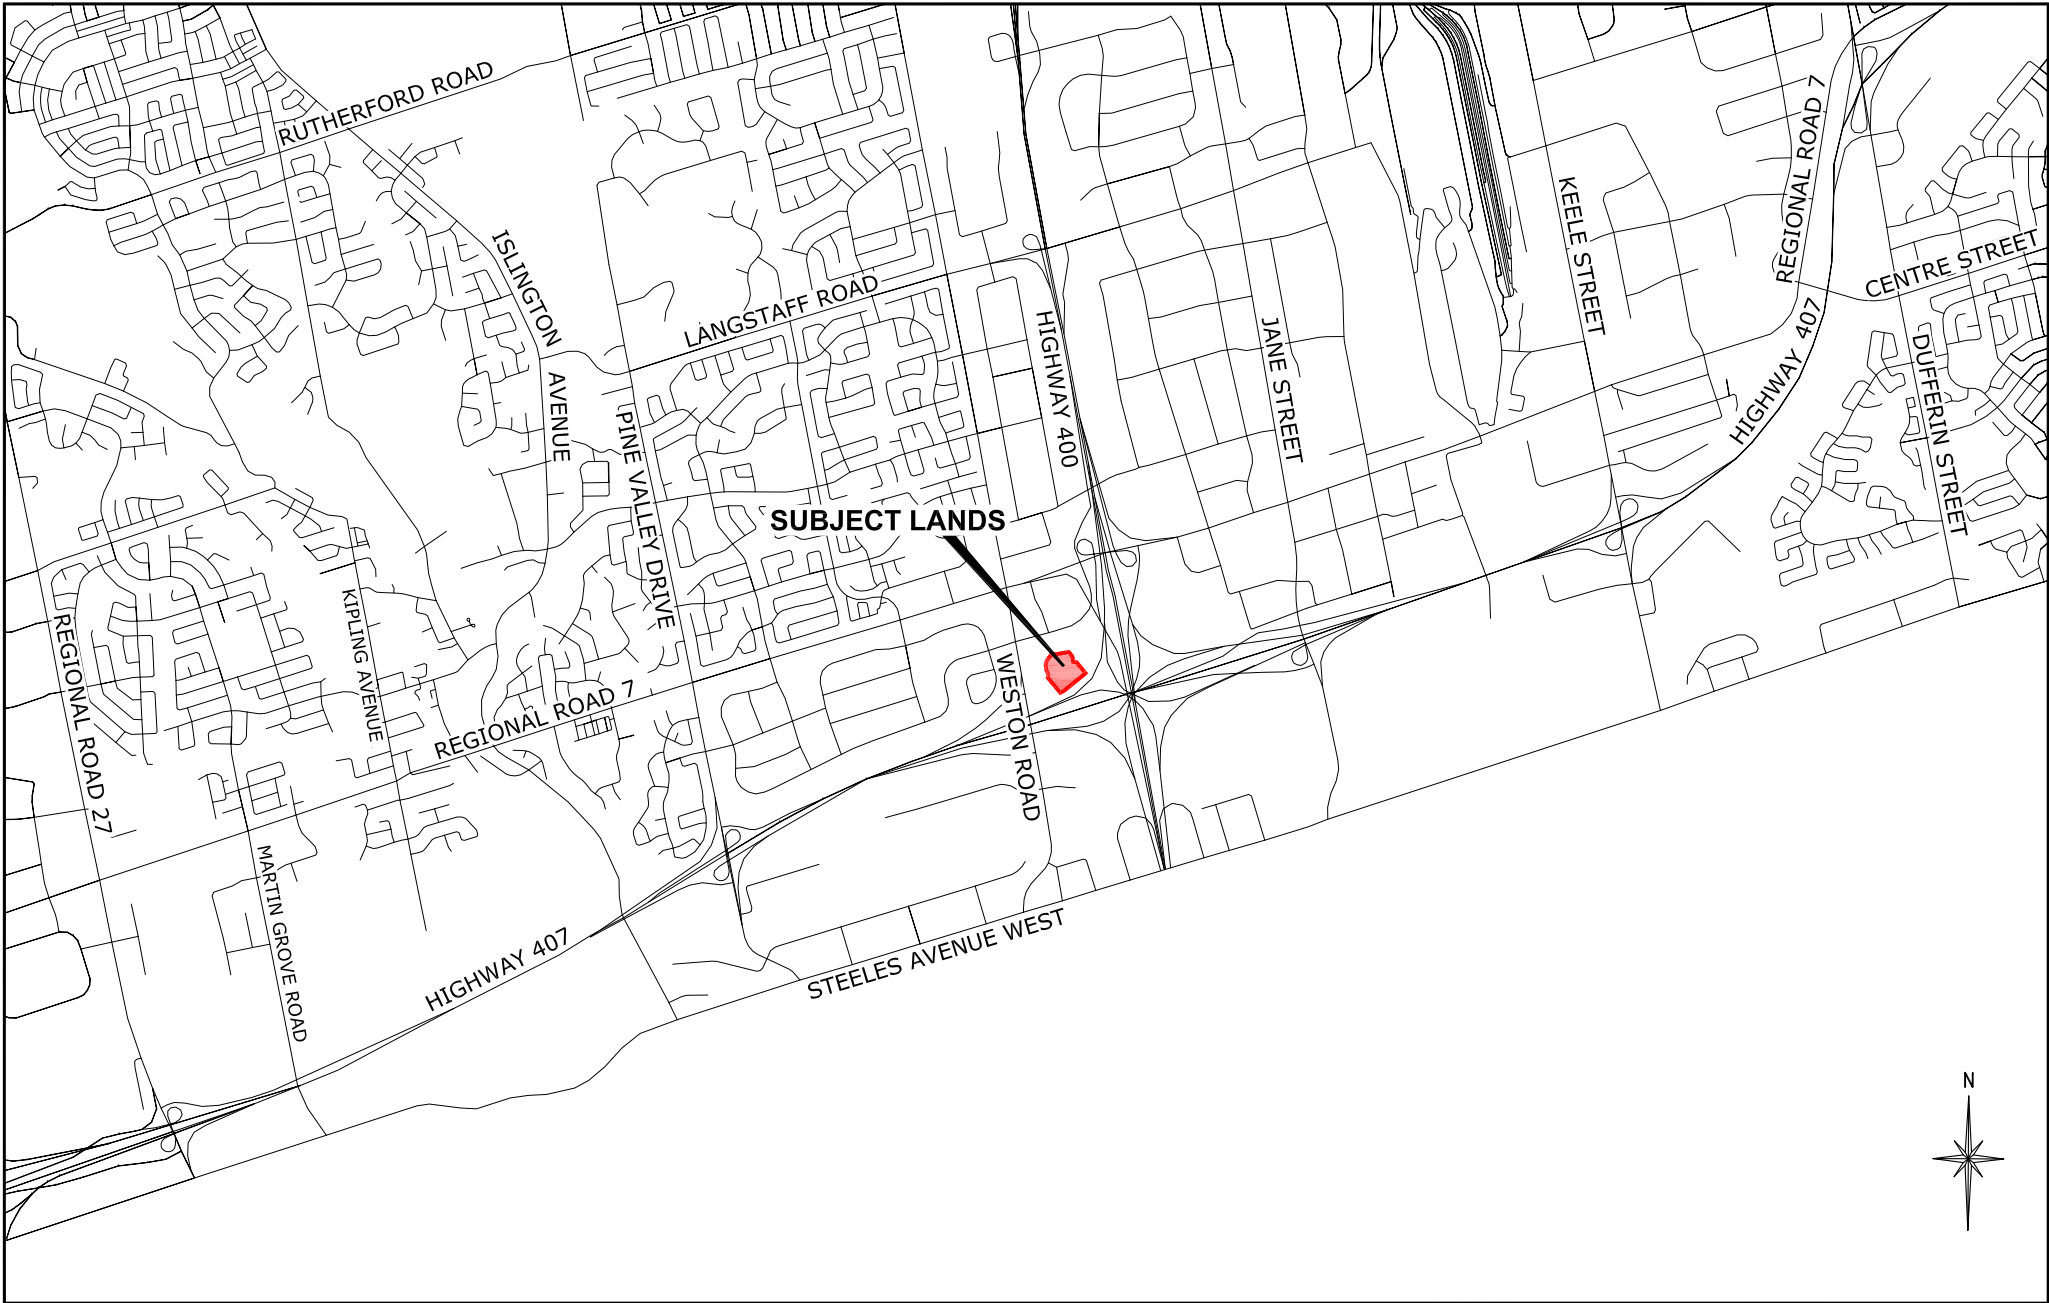 RUTHERFORD ROAD
REGIONAL ROAD 7
KEELE STREET
ISLINGTON
AVENUE
CENTRE STREET
LANGSTAFF ROAD
HIGHWAY 400
JANE STREET
HIGHWAY 407
DUFFERIN STREET
PINE VALLEY DRIVE
SUBJECT LANDS
KIPLING AVENUE
REGIONAL ROAD 27
WESTON ROAD
REGIONAL ROAD 7
MARTIN GROVE ROAD
HIGHWAY 407
STEELES AVENUE WEST
N